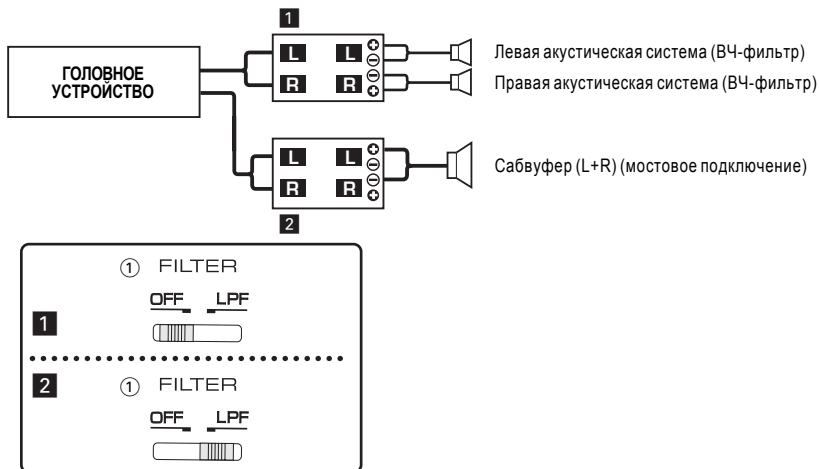 1
ГОЛОВНОЕ
УСТРОЙСТВО
L L + −
R R − +
Левая акустическая система (ВЧ-фильтр)
Правая акустическая система (ВЧ-фильтр)
L L + −
R R − +
Сабвуфер (L+R) (мостовое подключение)
2
① FILTER
OFF LPF
1
2 ① FILTER
OFF LPF